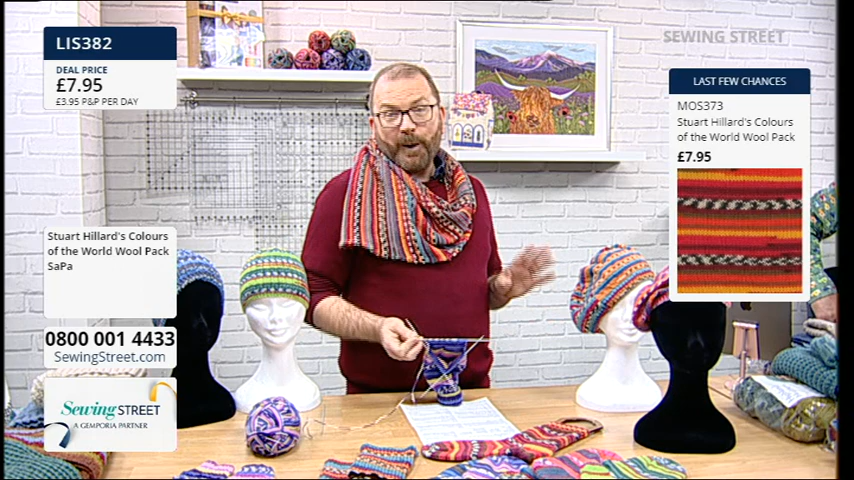 LIS382
DEAL PRICE
£7.95
£3.95 P&P PER DAY
Stuart Hillard's Colours
of the World Wool Pack
SaPa
0800 001 4433
SewingStreet.com
Sewing STREET
A GEMPORIA PARTNER
SEWING STREET
LAST FEW CHANCES
MOS373
Stuart Hillard's Colours
of the World Wool Pack
£7.95